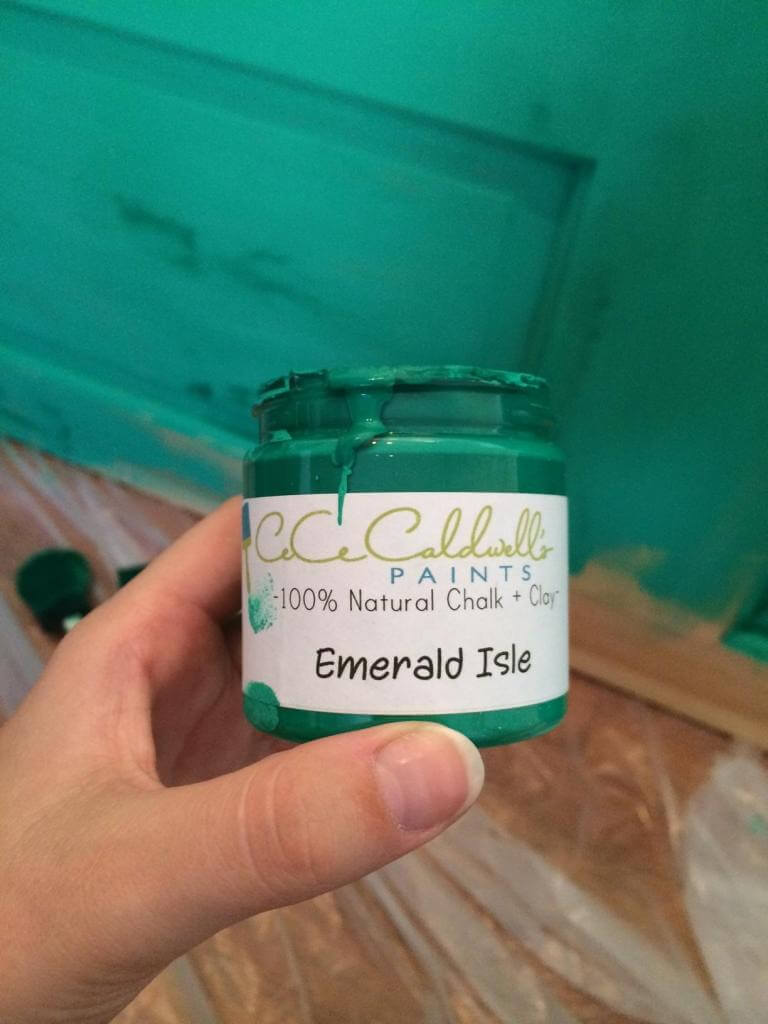 CeCe Caldwell's
PAINTS
-100% Natural Chalk + Clay-
Emerald Isle